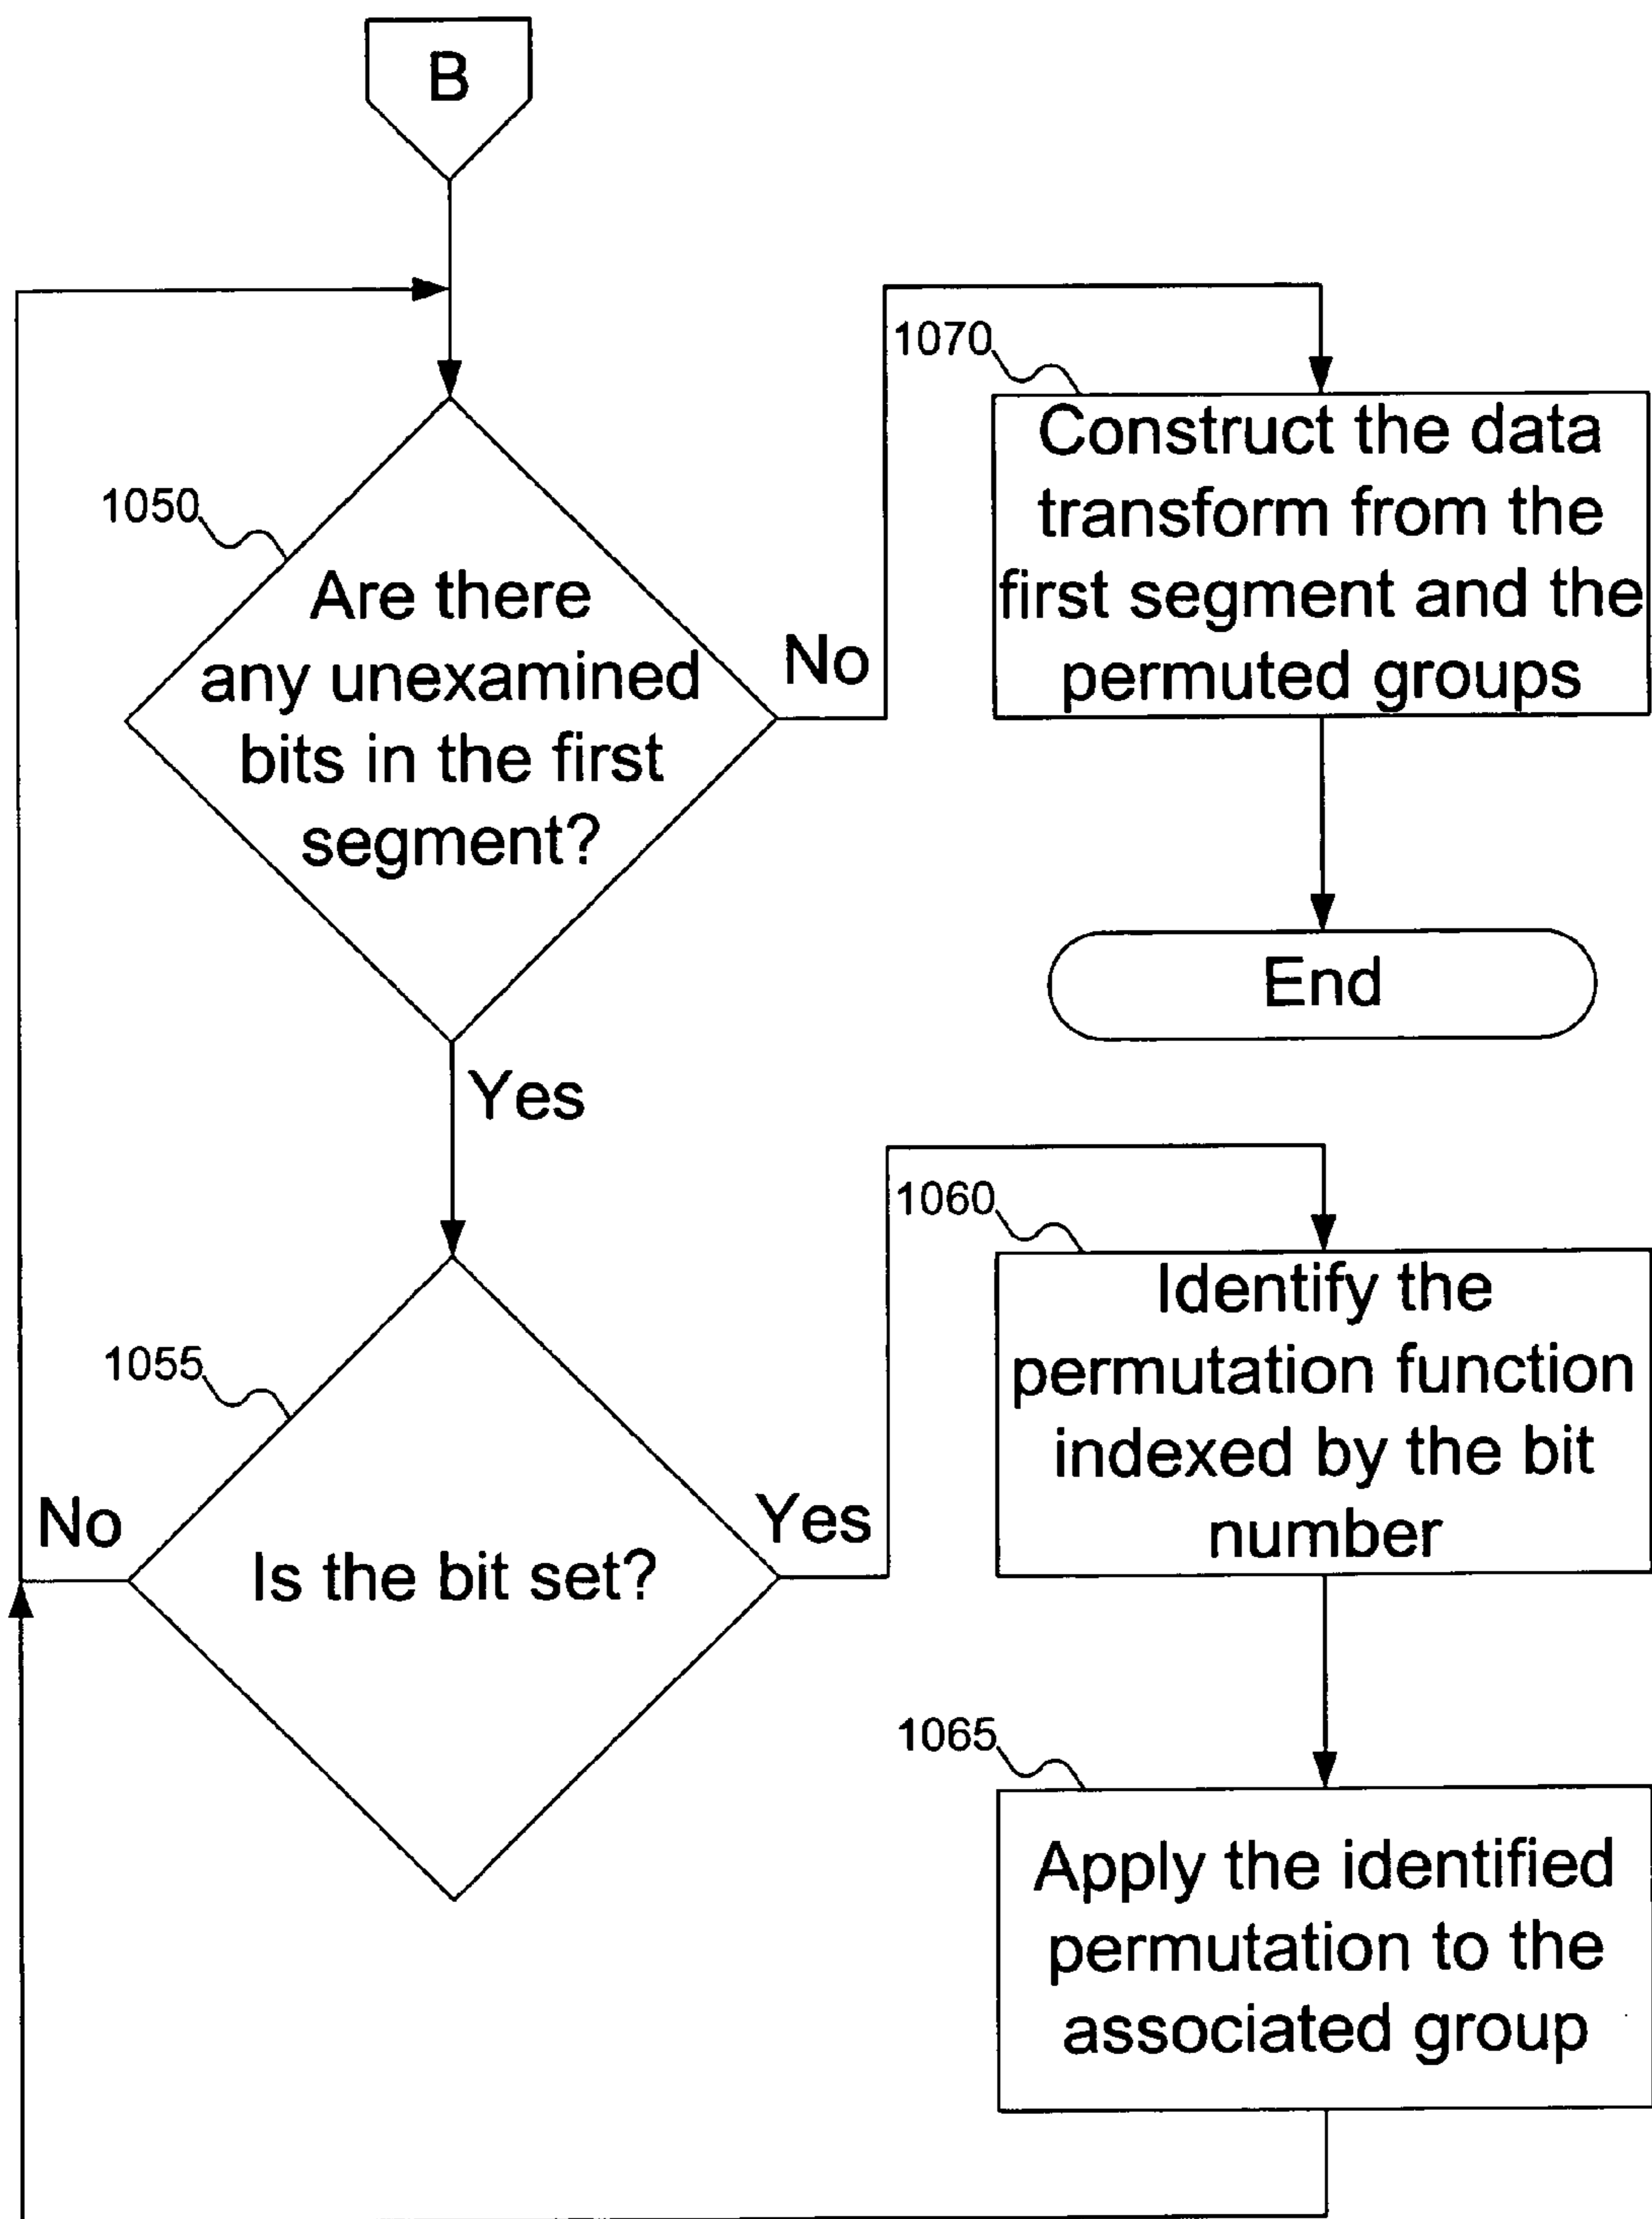 B
1050
Are there
any unexamined
bits in the first
segment?
No
1070
Construct the data
transform from the
first segment and the
permuted groups
End
Yes
1055
Is the bit set?
No
Yes
1060
Identify the
permutation function
indexed by the bit
number
1065
Apply the identified
permutation to the
associated group